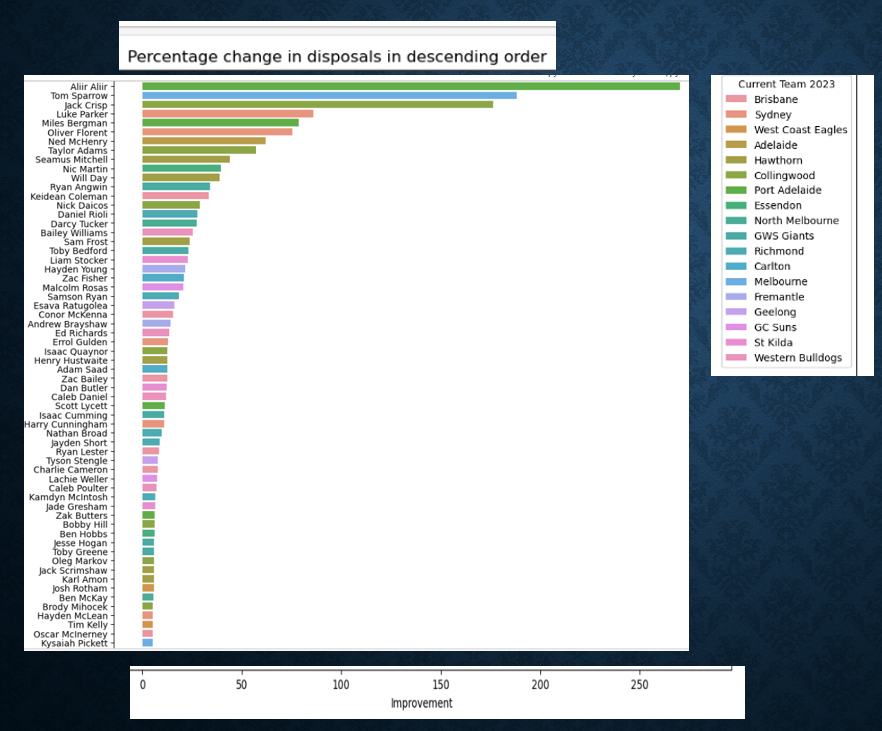 Percentage change in disposals in descending order
Aliir Aliir
Tom Sparrow
Jack Crisp
Luke Parker
Miles Bergman
Oliver Florent
Ned McHenry
Taylor Adams
Seamus Mitchell
Nic Martin
Will Day
Ryan Angwin
Keidean Coleman
Nick Daicos
Daniel Rioli
Darcy Tucker
Bailey Williams
Sam Frost
Toby Bedford
Liam Stocker
Hayden Young
Zac Fisher
Malcolm Rosas
Samson Ryan
Esava Ratugolea
Conor McKenna
Andrew Brayshaw
Ed Richards
Errol Gulden
Isaac Quaynor
Henry Hustwaite
Adam Saad
Zac Bailey
Dan Butler
Caleb Daniel
Scott Lycett
Isaac Cumming
Harry Cunningham
Nathan Broad
Jayden Short
Ryan Lester
Tyson Stengle
Charlie Cameron
Lachie Weller
Caleb Poulter
Kamdyn McIntosh
Jade Gresham
Zak Butters
Bobby Hill
Ben Hobbs
Jesse Hogan
Toby Greene
Oleg Markov
Jack Scrimshaw
Karl Amon
Josh Rotham
Ben McKay
Brody Mihocek
Hayden McLean
Tim Kelly
Oscar McInerney
Kysaiah Pickett
0 50 100 150 200 250
Improvement
Current Team 2023
Brisbane
Sydney
West Coast Eagles
Adelaide
Hawthorn
Collingwood
Port Adelaide
Essendon
North Melbourne
GWS Giants
Richmond
Carlton
Melbourne
Fremantle
Geelong
GC Suns
St Kilda
Western Bulldogs